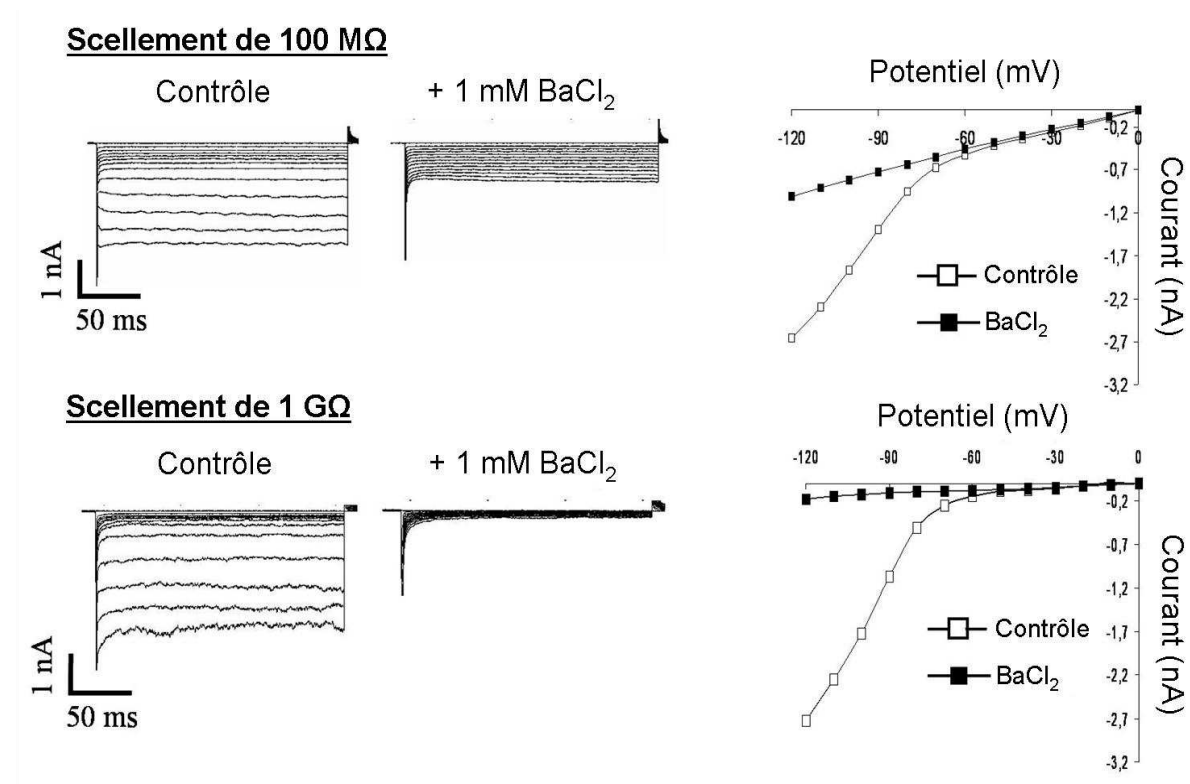 Scellement de 100 MΩ
Contrôle
+ 1 mM BaCl₂
1 nA
50 ms
Potentiel (mV)
-120
-90
-60
-30
0
-0,2
-0,7
-1,2
-1,7
-2,2
-2,7
-3,2
Courant (nA)
Contrôle
BaCl₂
Scellement de 1 GΩ
Contrôle
+ 1 mM BaCl₂
1 nA
50 ms
Potentiel (mV)
-120
-90
-60
-30
0
-0,2
-0,7
-1,2
-1,7
-2,2
-2,7
-3,2
Courant (nA)
Contrôle
BaCl₂